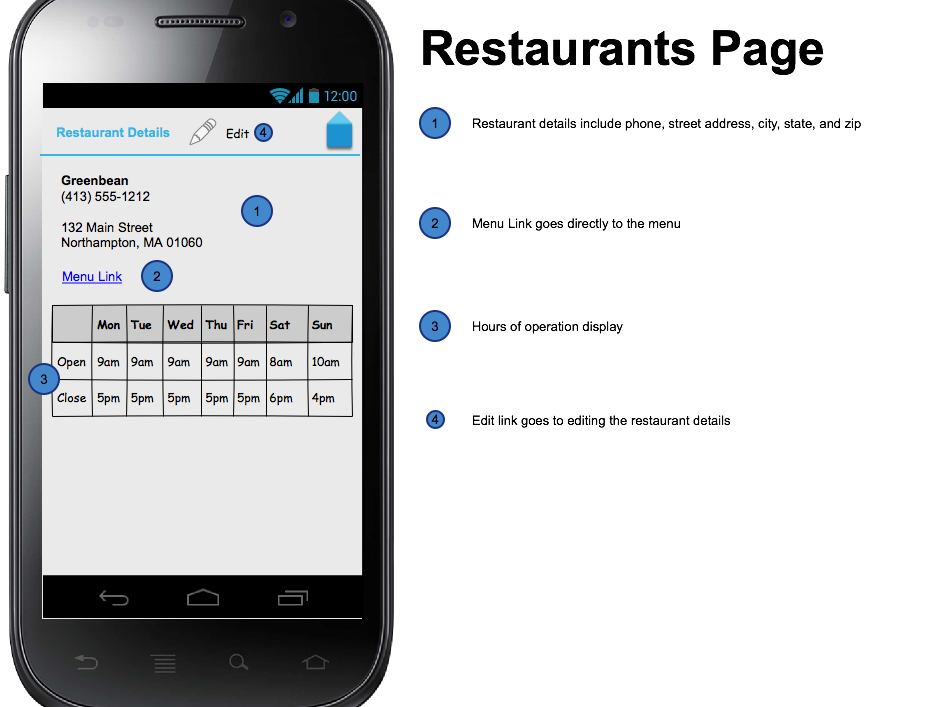 Restaurants Page
12:00
Restaurant Details Edit 4
1 Restaurant details include phone, street address, city, state, and zip
Greenbean
(413) 555-1212
1
132 Main Street
Northampton, MA 01060
2 Menu Link goes directly to the menu
Menu Link 2
Mon Tue Wed Thu Fri Sat Sun
Open 9am 9am 9am 9am 9am 8am 10am
3
Close 5pm 5pm 5pm 5pm 5pm 6pm 4pm
3 Hours of operation display
4 Edit link goes to editing the restaurant details